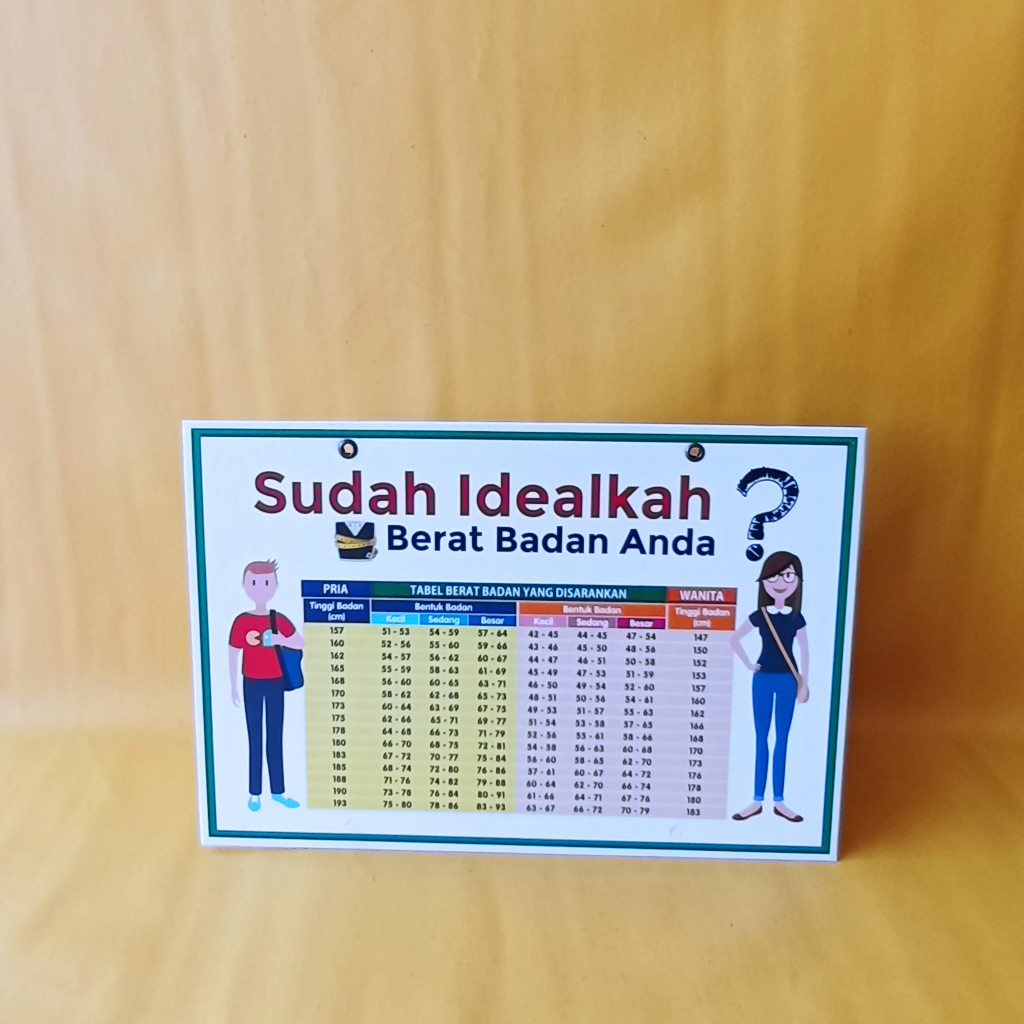 Sudah Idealkah ?
Berat Badan Anda
PRIA TABEL BERAT BADAN YANG DISARANKAN WANITA
Tinggi Badan (cm) Bentuk Badan Bentuk Badan Tinggi Badan (cm)
Kecil Sedang Besar Kecil Sedang Besar
157 51 - 53 54 - 59 57 - 64 42 - 45 44 - 45 47 - 54 147
160 52 - 56 55 - 60 59 - 66 43 - 46 45 - 50 48 - 56 150
162 54 - 57 56 - 62 60 - 67 44 - 47 46 - 51 50 - 58 152
165 55 - 59 58 - 63 61 - 69 45 - 49 47 - 53 51 - 59 153
168 56 - 60 60 - 65 63 - 71 46 - 50 49 - 54 52 - 60 157
170 58 - 62 62 - 68 65 - 73 48 - 51 50 - 56 54 - 61 160
173 60 - 64 63 - 69 67 - 75 49 - 53 51 - 57 55 - 63 162
175 62 - 66 65 - 71 69 - 77 51 - 54 53 - 58 57 - 65 166
178 64 - 68 66 - 73 71 - 79 52 - 56 55 - 61 58 - 66 168
180 66 - 70 68 - 75 72 - 81 54 - 58 56 - 63 60 - 68 170
183 67 - 72 70 - 77 75 - 84 56 - 60 58 - 65 62 - 70 173
185 68 - 74 72 - 80 76 - 86 57 - 61 60 - 67 64 - 72 176
188 71 - 76 74 - 82 79 - 88 60 - 64 62 - 70 66 - 74 178
190 73 - 78 76 - 84 80 - 91 61 - 66 64 - 71 67 - 76 180
193 75 - 80 78 - 86 83 - 93 63 - 67 66 - 72 70 - 79 183